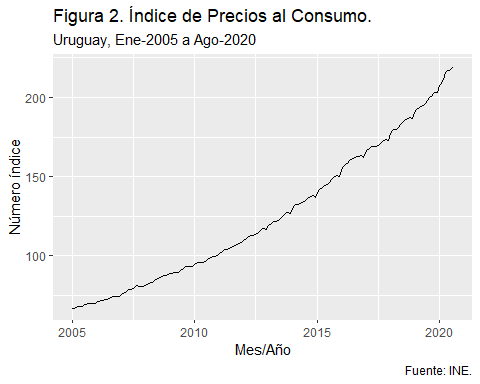 Figura 2. Índice de Precios al Consumo.
Uruguay, Ene-2005 a Ago-2020
Número índice
200
150
100
2005 2010 2015 2020
Mes/Año
Fuente: INE.